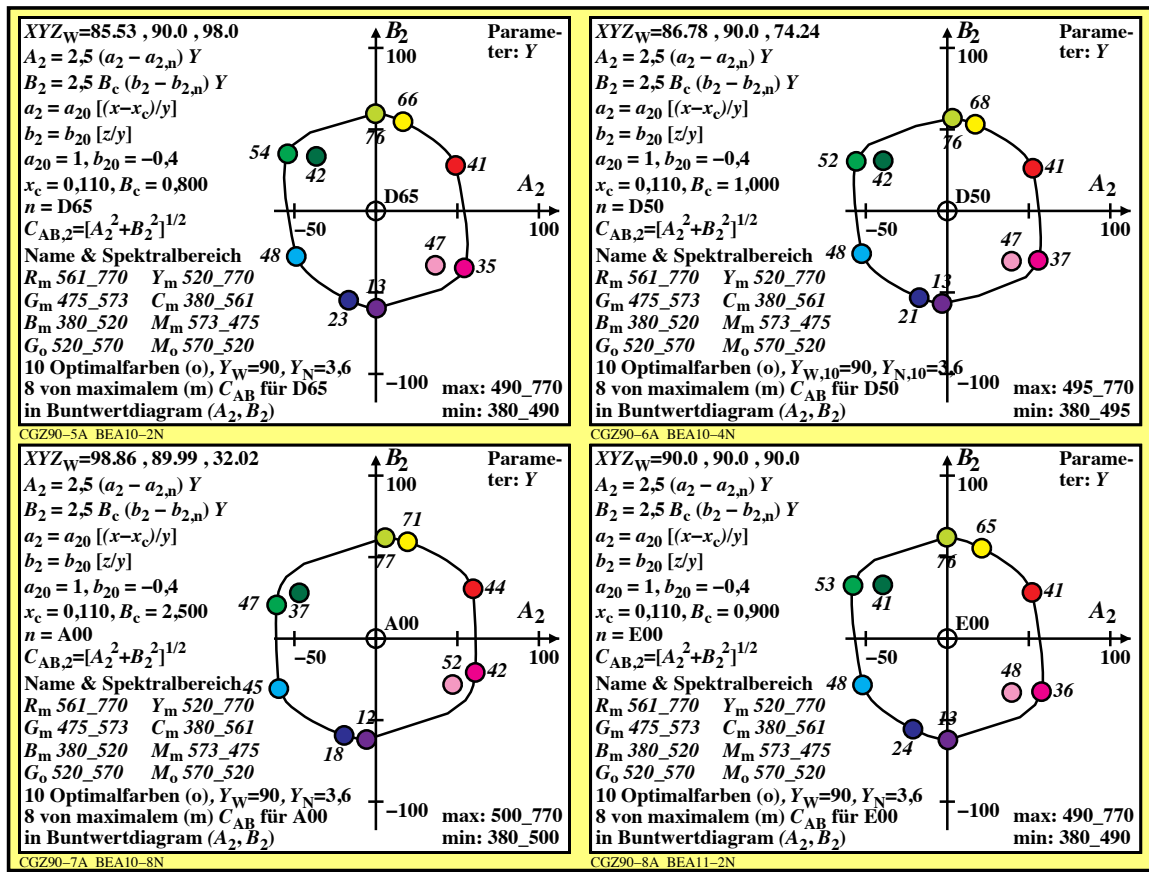 XYZW=85.53 , 90.0 , 98.0
B2 Parame-
ter: Y
A2 = 2,5 (a2 − a2,n) Y
100
B2 = 2,5 Bc (b2 − b2,n) Y
a2 = a20 [(x−xc)/y]
66
b2 = b20 [z/y]
76
54
41
a20 = 1, b20 = −0,4
42
xc = 0,110, Bc = 0,800
D65 A2
n = D65
−50 100
CAB,2=[A2²+B2²]1/2
Name & Spektralbereich
48 47 35
Rm 561_770 Ym 520_770
Gm 475_573 Cm 380_561
13
Bm 380_520 Mm 573_475
23
Go 520_570 Mo 570_520
10 Optimalfarben (o), YW=90, YN=3,6
−100
8 von maximalem (m) CAB für D65
max: 490_770
in Buntwertdiagram (A2, B2)
min: 380_490
CGZ90−5A BEA10−2N
XYZW=86.78 , 90.0 , 74.24
B2 Parame-
ter: Y
A2 = 2,5 (a2 − a2,n) Y
100
B2 = 2,5 Bc (b2 − b2,n) Y
a2 = a20 [(x−xc)/y]
68
b2 = b20 [z/y]
76
52
41
a20 = 1, b20 = −0,4
42
xc = 0,110, Bc = 1,000
D50 A2
n = D50
−50 100
CAB,2=[A2²+B2²]1/2
Name & Spektralbereich
48 47 37
Rm 561_770 Ym 520_770
Gm 475_573 Cm 380_561
13
Bm 380_520 Mm 573_475
21
Go 520_570 Mo 570_520
10 Optimalfarben (o), YW,10=90, YN,10=3,6
−100
8 von maximalem (m) CAB für D50
max: 495_770
in Buntwertdiagram (A2, B2)
min: 380_495
CGZ90−6A BEA10−4N
XYZW=98.86 , 89.99 , 32.02
B2 Parame-
ter: Y
A2 = 2,5 (a2 − a2,n) Y
100
B2 = 2,5 Bc (b2 − b2,n) Y
a2 = a20 [(x−xc)/y]
71
b2 = b20 [z/y]
77
44
a20 = 1, b20 = −0,4
47 37
xc = 0,110, Bc = 2,500
A00 A2
n = A00
−50 100
CAB,2=[A2²+B2²]1/2
Name & Spektralbereich
45 52 42
Rm 561_770 Ym 520_770
Gm 475_573 Cm 380_561
12
Bm 380_520 Mm 573_475
18
Go 520_570 Mo 570_520
10 Optimalfarben (o), YW=90, YN=3,6
−100
8 von maximalem (m) CAB für A00
max: 500_770
in Buntwertdiagram (A2, B2)
min: 380_500
CGZ90−7A BEA10−8N
XYZW=90.0 , 90.0 , 90.0
B2 Parame-
ter: Y
A2 = 2,5 (a2 − a2,n) Y
100
B2 = 2,5 Bc (b2 − b2,n) Y
a2 = a20 [(x−xc)/y]
65
b2 = b20 [z/y]
76
53
41
a20 = 1, b20 = −0,4
41
xc = 0,110, Bc = 0,900
E00 A2
n = E00
−50 100
CAB,2=[A2²+B2²]1/2
Name & Spektralbereich
48 48 36
Rm 561_770 Ym 520_770
Gm 475_573 Cm 380_561
13
Bm 380_520 Mm 573_475
24
Go 520_570 Mo 570_520
10 Optimalfarben (o), YW=90, YN=3,6
−100
8 von maximalem (m) CAB für E00
max: 490_770
in Buntwertdiagram (A2, B2)
min: 380_490
CGZ90−8A BEA11−2N